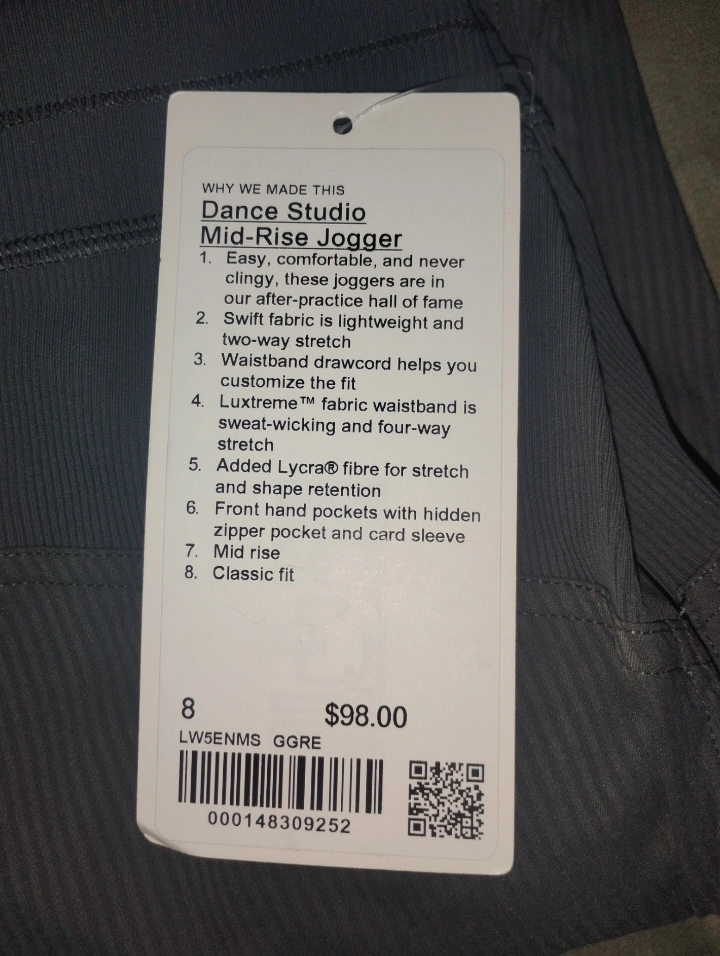 WHY WE MADE THIS
Dance Studio
Mid-Rise Jogger
1. Easy, comfortable, and never
clingy, these joggers are in
our after-practice hall of fame
2. Swift fabric is lightweight and
two-way stretch
3. Waistband drawcord helps you
customize the fit
4. Luxtreme™ fabric waistband is
sweat-wicking and four-way
stretch
5. Added Lycra® fibre for stretch
and shape retention
6. Front hand pockets with hidden
zipper pocket and card sleeve
7. Mid rise
8. Classic fit
8 $98.00
LW5ENMS GGRE
000148309252